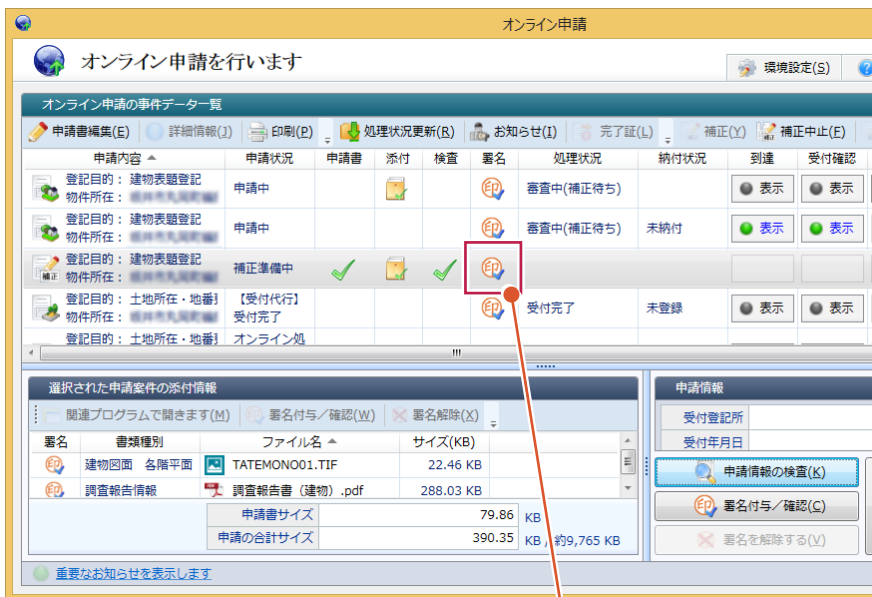 オンライン申請
オンライン申請を行います
環境設定(S)
オンライン申請の事件データ一覧
申請書編集(E) 詳細情報(J) 印刷(P) 処理状況更新(R) お知らせ(I) 完了証(L) 補正(Y) 補正中止(F)
申請内容 申請状況 申請書 添付 検査 署名 処理状況 納付状況 到達 受付確認
登記目的： 建物表題登記
物件所在：
申請中 審査中(補正待ち) 表示 表示
登記目的： 建物表題登記
物件所在：
申請中 審査中(補正待ち) 未納付 表示 表示
登記目的： 建物表題登記
物件所在：
補正 補正準備中
登記目的： 土地所在・地番
物件所在：
【受付代行】
受付完了 受付完了 未登録 表示 表示
登記目的： 土地所在・地番 オンライン処
選択された申請案件の添付情報
関連プログラムで開きます(M) 署名付与／確認(W) 署名解除(X)
署名 書類種別 ファイル名 サイズ(KB)
印 建物図面 各階平面 TATEMONO01.TIF 22.46 KB
印 調査報告情報 調査報告書（建物）.pdf 288.03 KB
申請書サイズ 79.86 KB
申請の合計サイズ 390.35 KB / 約9,765 KB
申請情報
受付登記所
受付年月日
申請情報の検査(K)
印 署名付与／確認(C)
署名を解除する(V)
重要なお知らせを表示します